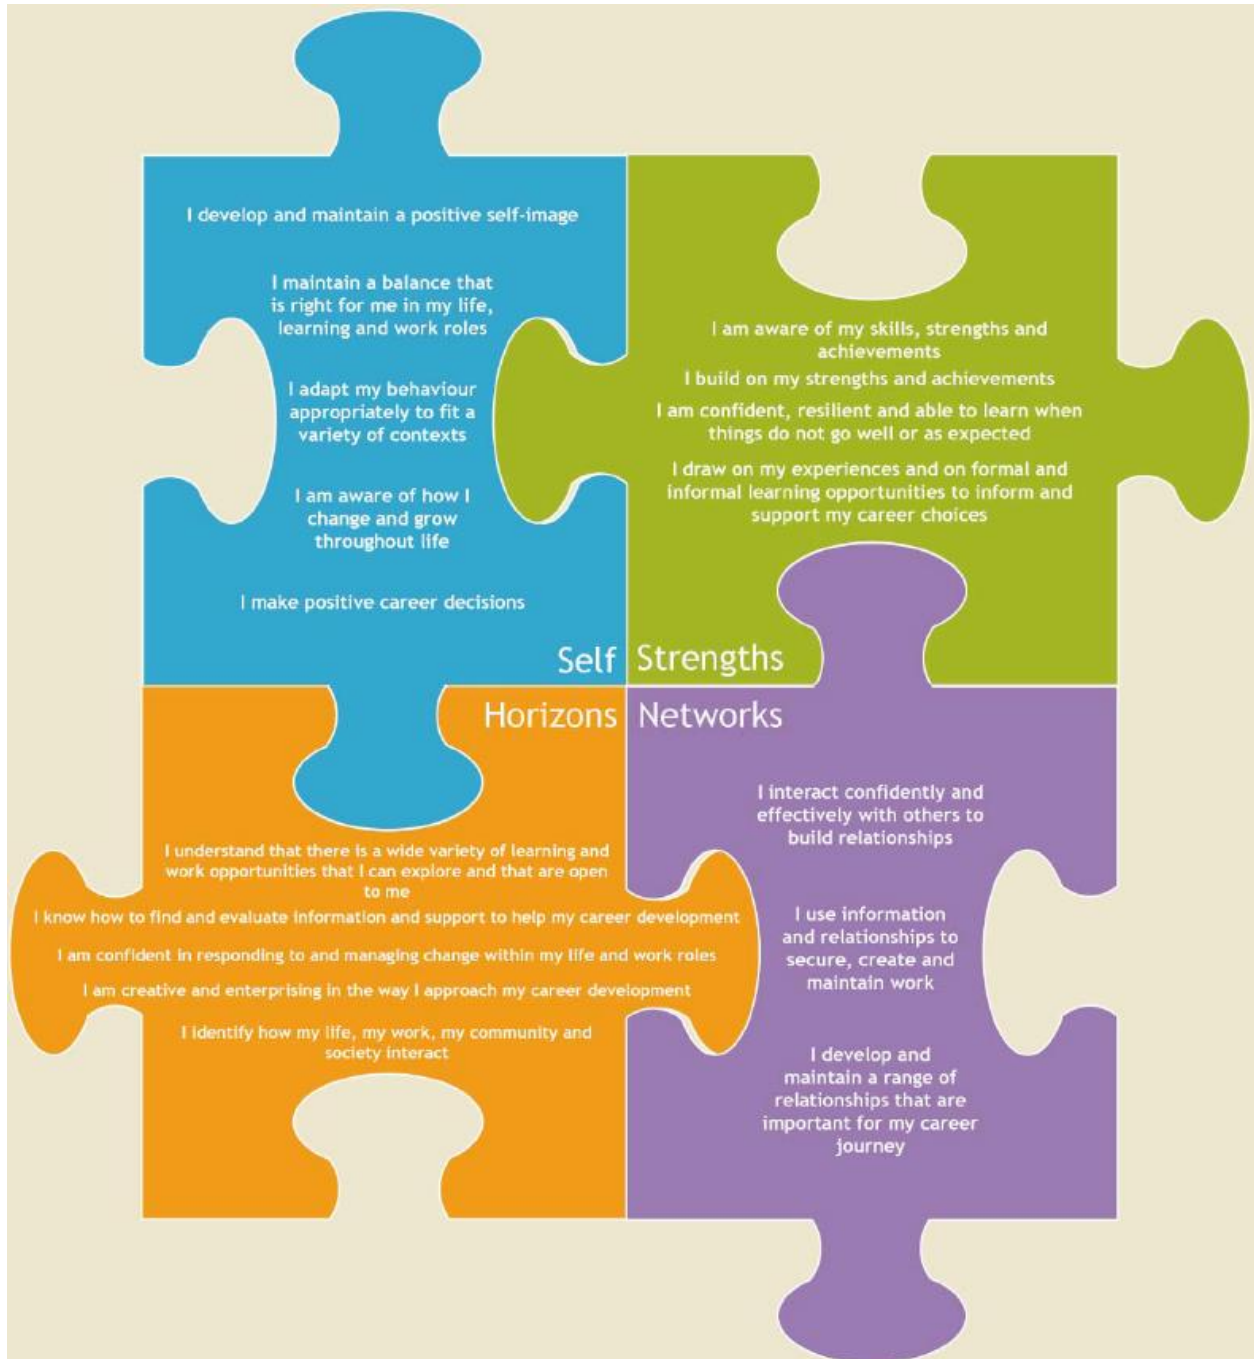 I develop and maintain a positive self-image
I maintain a balance that
is right for me in my life,
learning and work roles
I adapt my behaviour
appropriately to fit a
variety of contexts
I am aware of how I
change and grow
throughout life
I make positive career decisions
Self
I am aware of my skills, strengths and
achievements
I build on my strengths and achievements
I am confident, resilient and able to learn when
things do not go well or as expected
I draw on my experiences and on formal and
informal learning opportunities to inform and
support my career choices
Strengths
Horizons
I understand that there is a wide variety of learning and
work opportunities that I can explore and that are open
to me
I know how to find and evaluate information and support to help my career development
I am confident in responding to and managing change within my life and work roles
I am creative and enterprising in the way I approach my career development
I identify how my life, my work, my community and
society interact
Networks
I interact confidently and
effectively with others to
build relationships
I use information
and relationships to
secure, create and
maintain work
I develop and
maintain a range of
relationships that are
important for my career
journey